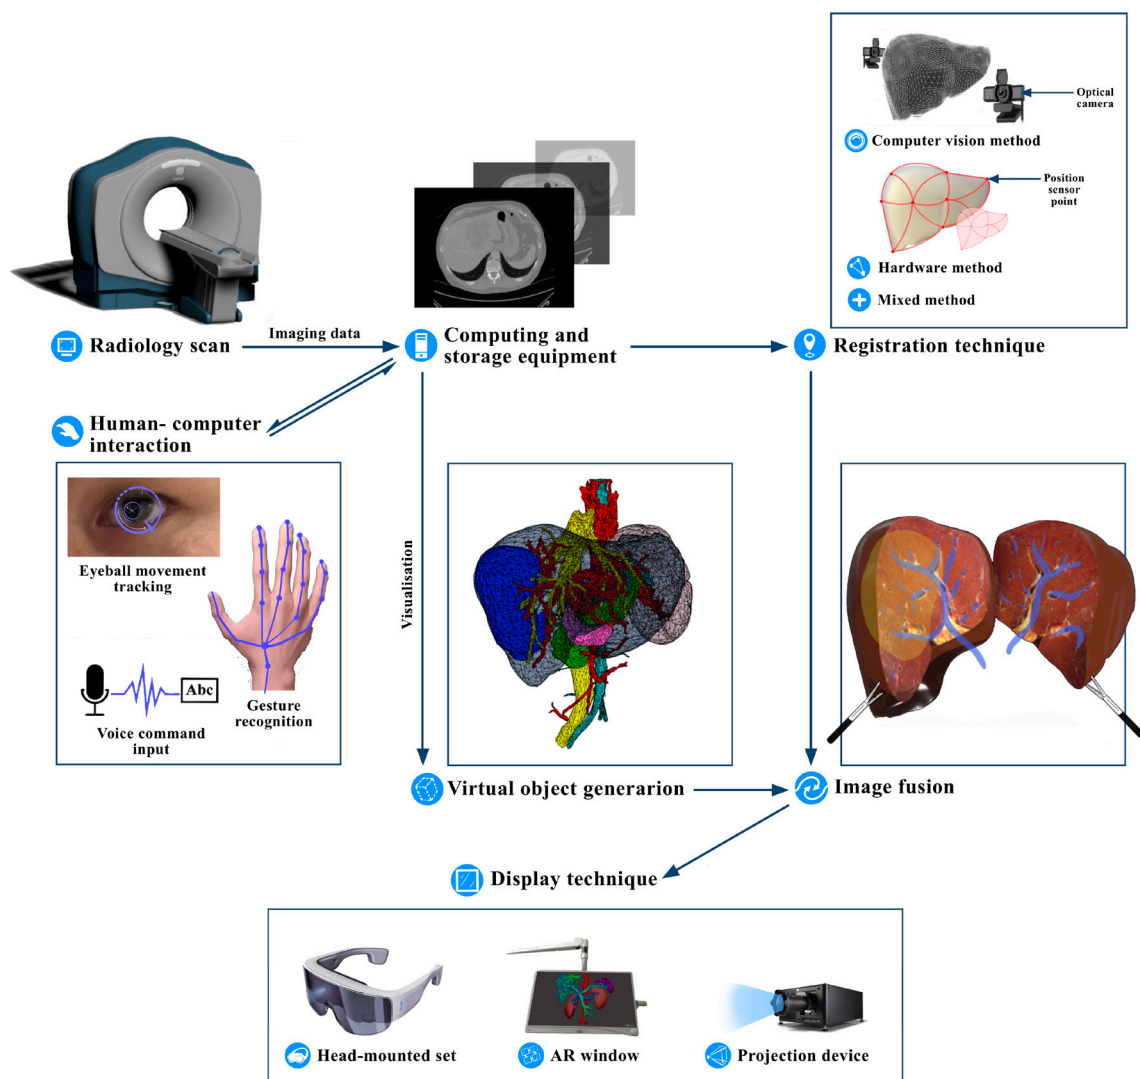 Optical
camera
Computer vision method
Position
sensor
point
Hardware method
Mixed method
Radiology scan
Imaging data
Computing and
storage equipment
Registration technique
Human- computer
interaction
Eyeball movement
tracking
Abc
Voice command
input
Gesture
recognition
Visualisation
Virtual object generarion
Image fusion
Display technique
Head-mounted set
AR window
Projection device